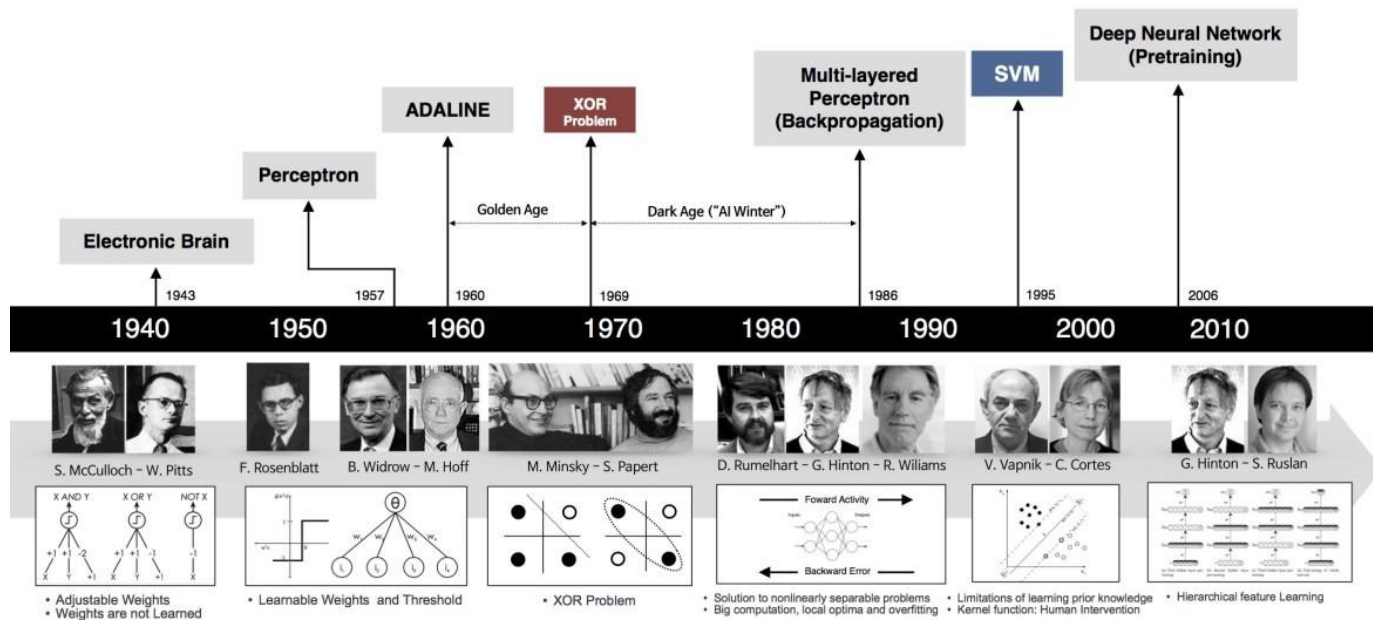 Deep Neural Network
(Pretraining)
Multi-layered
Perceptron
(Backpropagation)
SVM
ADALINE
XOR
Problem
Perceptron
Golden Age
Dark Age ("AI Winter")
Electronic Brain
1943
1957
1960
1969
1986
1995
2006
1940
1950
1960
1970
1980
1990
2000
2010
S. McCulloch – W. Pitts
F. Rosenblatt
B. Widrow – M. Hoff
M. Minsky – S. Papert
D. Rumelhart – G. Hinton – R. Wiliams
V. Vapnik – C. Cortes
G. Hinton – S. Ruslan
X AND Y
X OR Y
NOT X
+1 +1 -2
+1 +1 -1
-1
X Y +1
X Y +1
X
θ
Foward Activity
Inputs
Outputs
Backward Error
• Adjustable Weights
• Weights are not Learned
• Learnable Weights and Threshold
• XOR Problem
• Solution to nonlinearly separable problems
• Big computation, local optima and overfitting
• Limitations of learning prior knowledge
• Kernel function: Human Intervention
• Hierarchical feature Learning